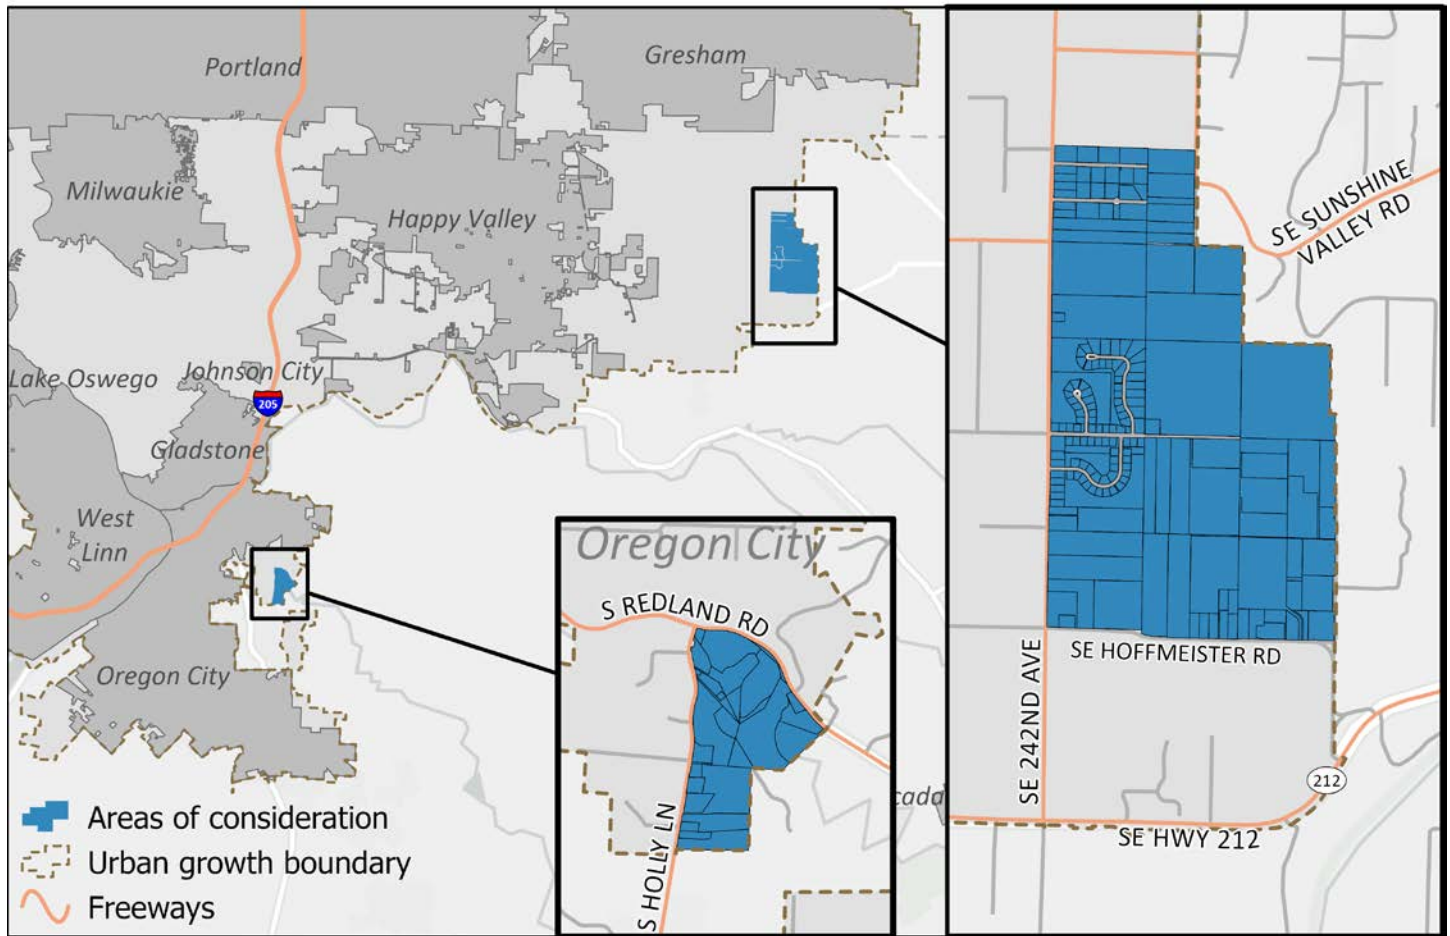 Portland
Gresham
Milwaukie
Happy Valley
Lake Oswego
Johnson City
205
Gladstone
West
Linn
Oregon City
Areas of consideration
Urban growth boundary
Freeways
Oregon City
S REDLAND RD
S HOLLY LN
SE SUNSHINE
VALLEY RD
SE 242ND AVE
SE HOFFMEISTER RD
212
SE HWY 212